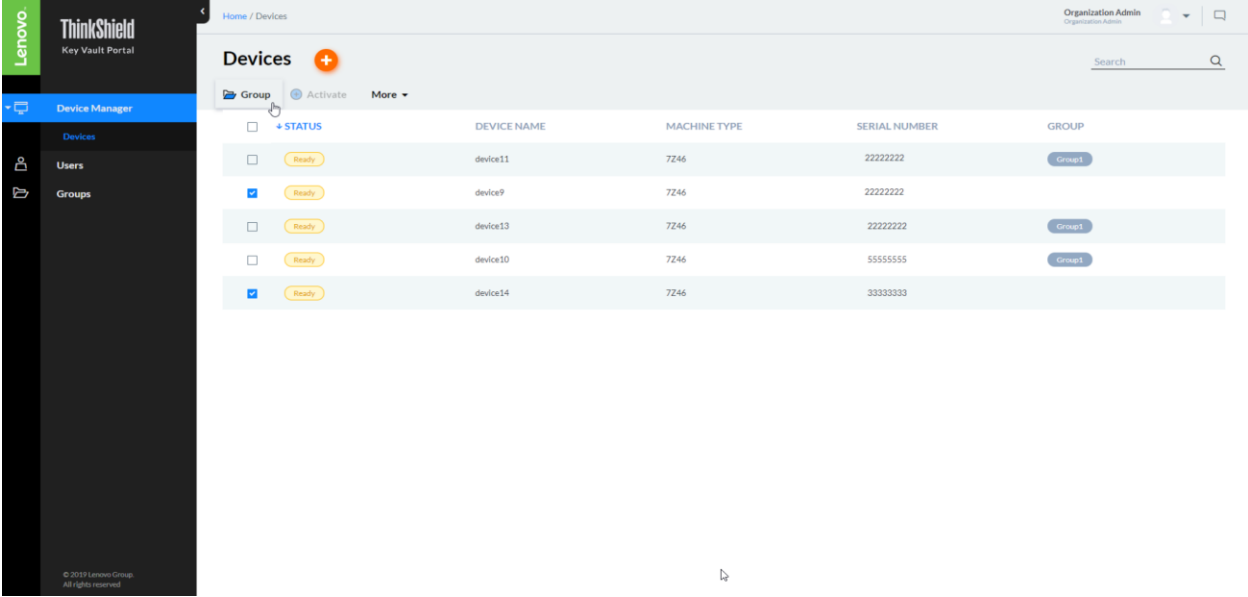 Lenovo.
ThinkShield
Key Vault Portal
Home / Devices
Organization Admin
Organization Admin
Devices
Search
Group Activate More
Device Manager
Devices
Users
Groups
STATUS DEVICE NAME MACHINE TYPE SERIAL NUMBER GROUP
Ready device11 7Z46 22222222 Group1
Ready device9 7Z46 22222222
Ready device13 7Z46 22222222 Group1
Ready device10 7Z46 55555555 Group1
Ready device14 7Z46 33333333
© 2019 Lenovo Group.
All rights reserved